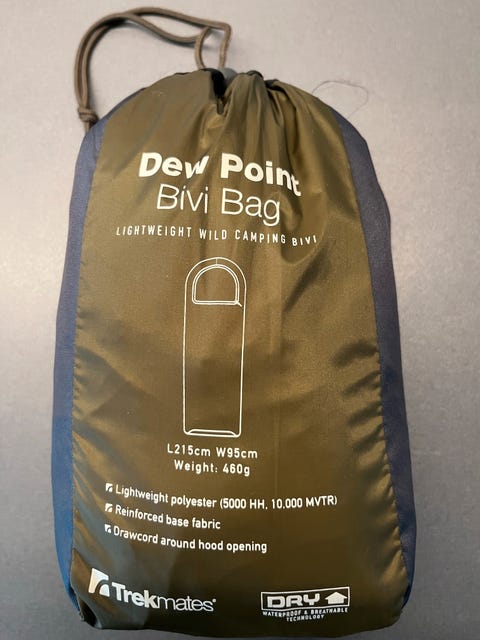 Dew Point
Bivi Bag
LIGHTWEIGHT WILD CAMPING BIVI
L215cm W95cm
Weight: 460g
Lightweight polyester (5000 HH, 10.000 MVTR)
Reinforced base fabric
Drawcord around hood opening
Trekmates®
DRY
WATERPROOF & BREATHABLE
TECHNOLOGY